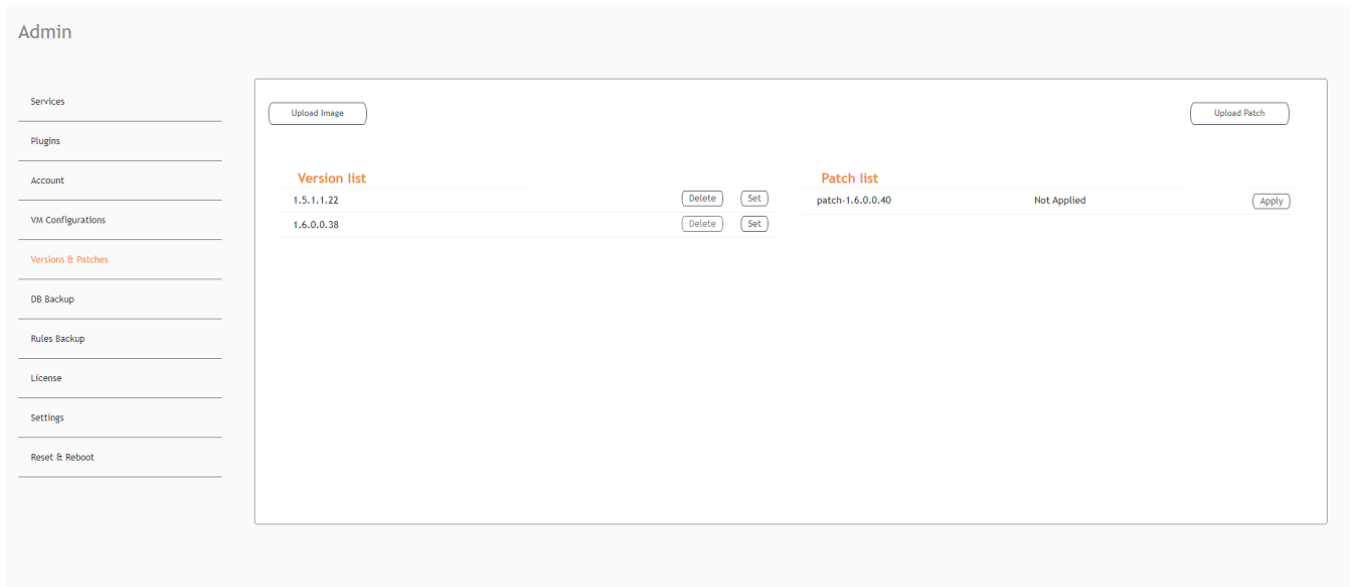 Admin
Services
Plugins
Account
VM Configurations
Versions & Patches
DB Backup
Rules Backup
License
Settings
Reset & Reboot
Upload Image
Upload Patch
Version list
1.5.1.1.22 Delete Set
1.6.0.0.38 Delete Set
Patch list
patch-1.6.0.0.40 Not Applied Apply